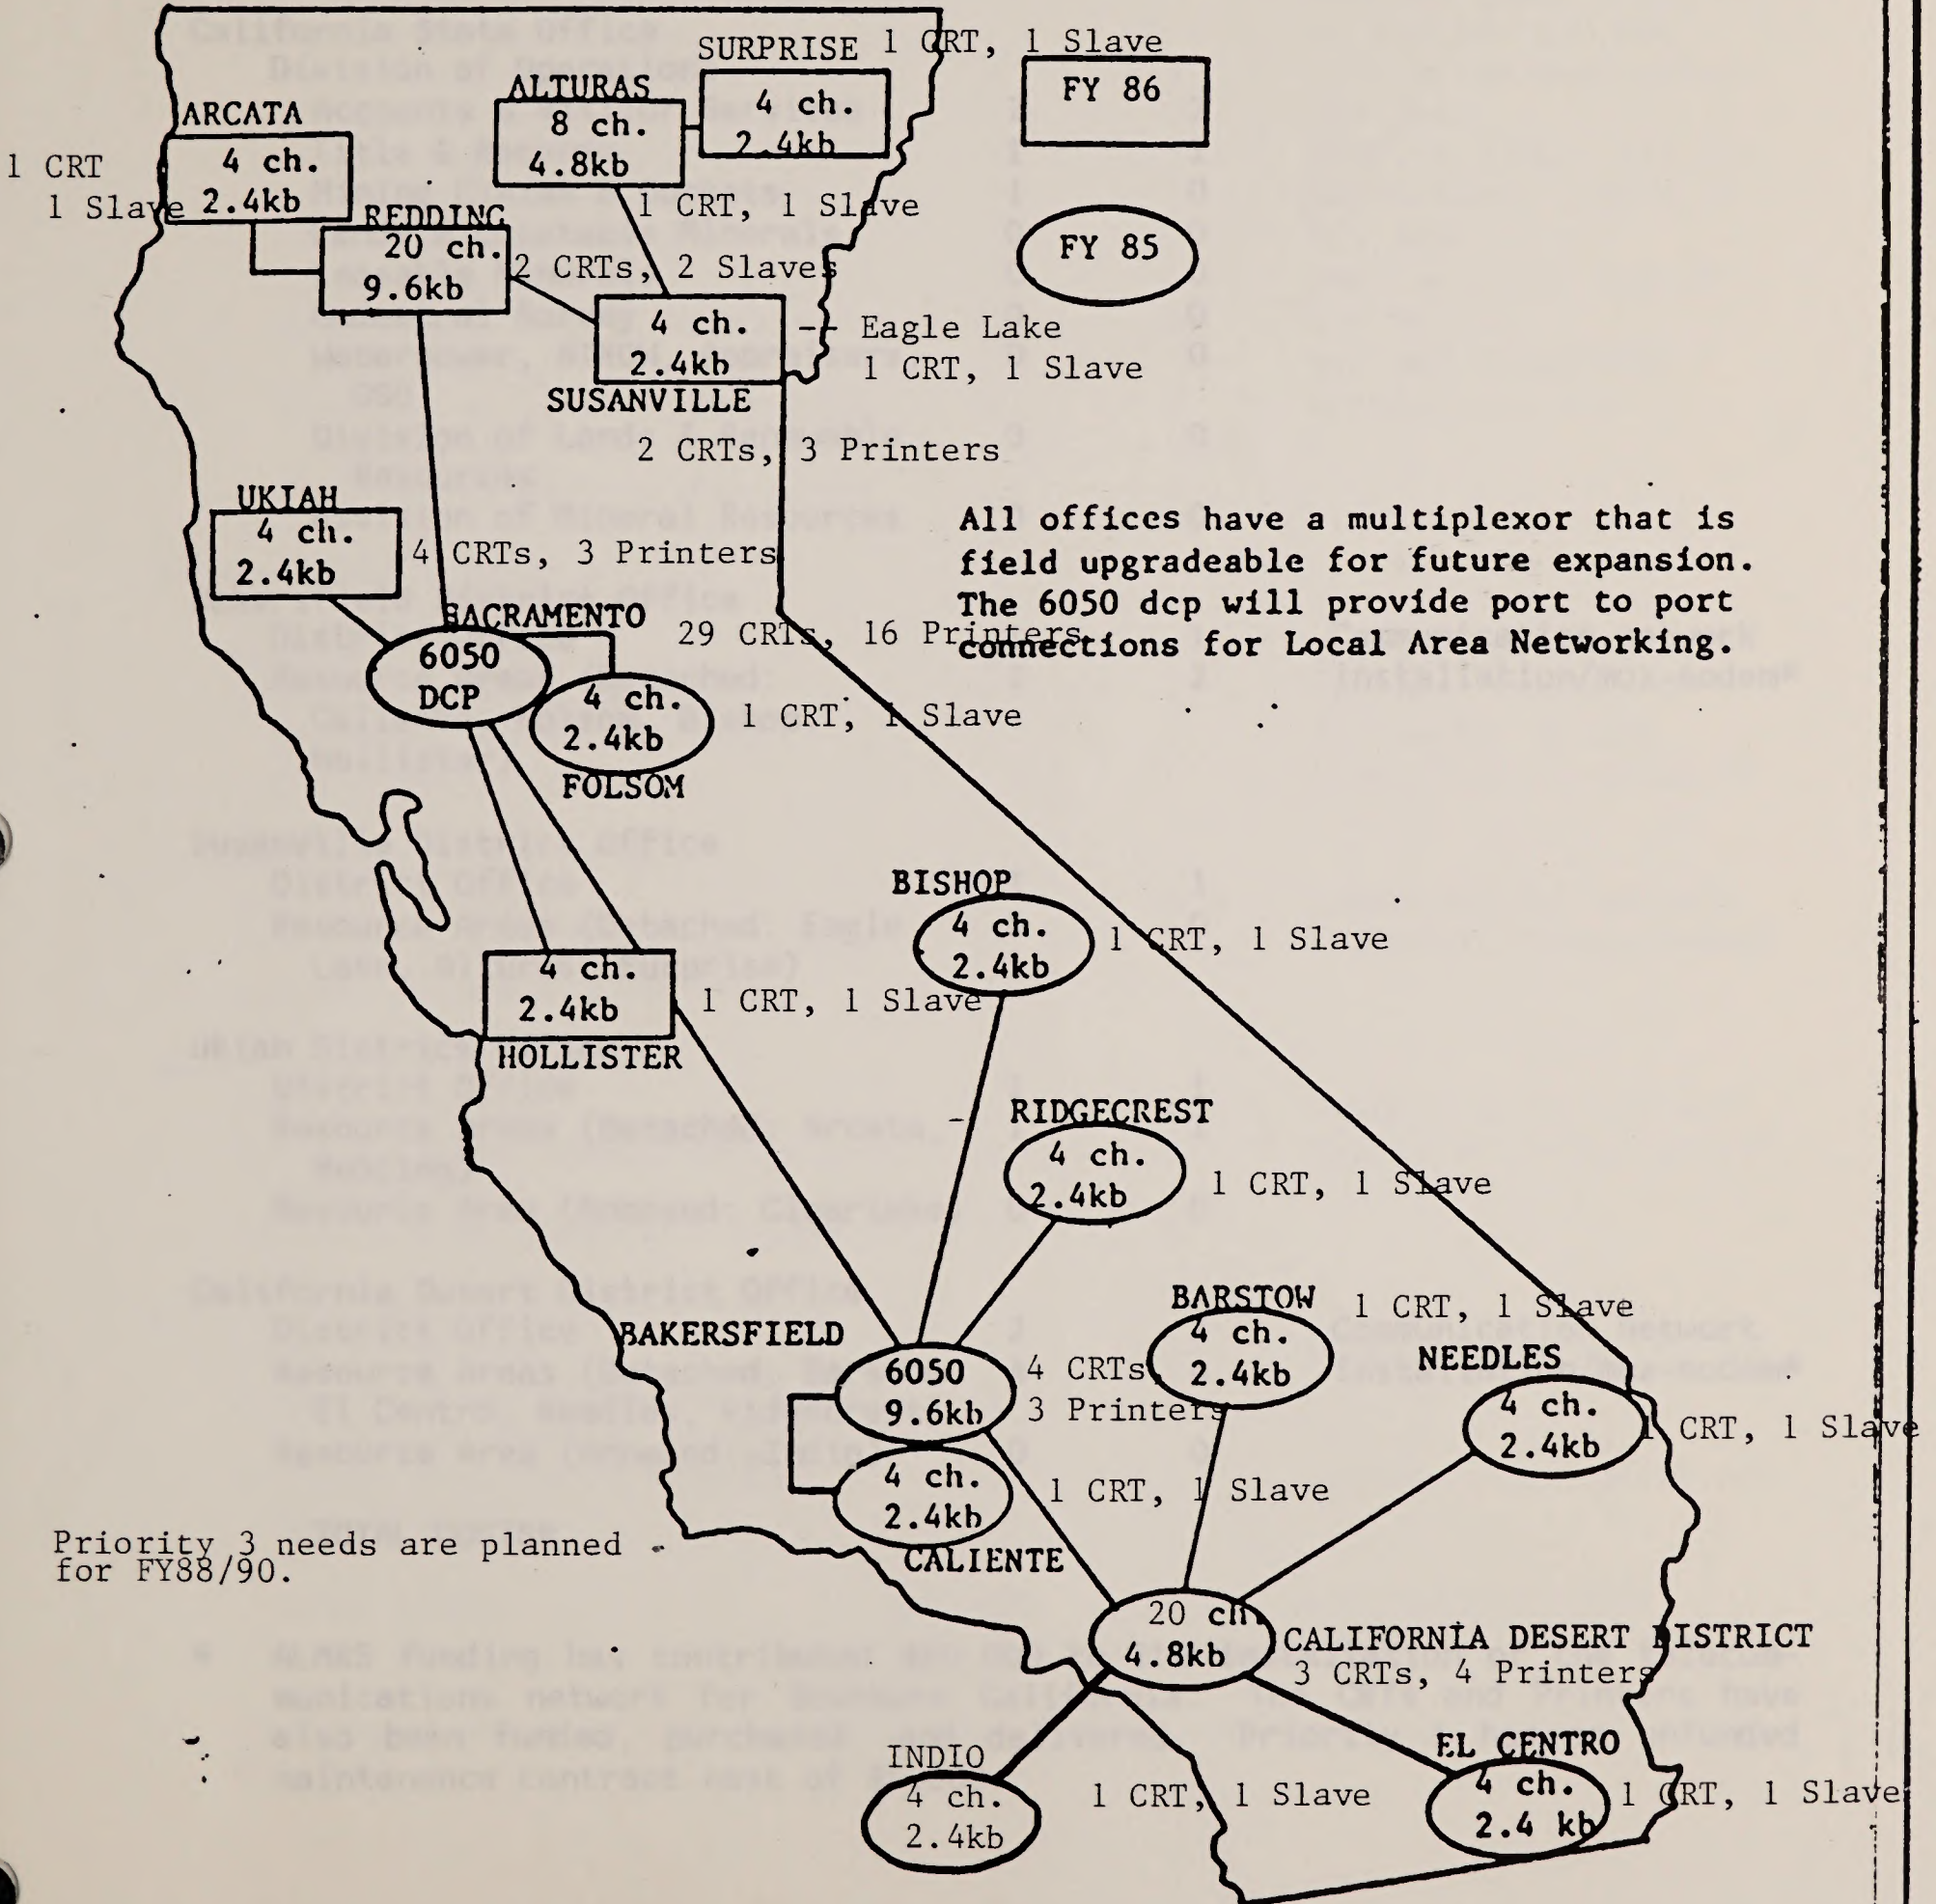 SURPRISE 1 CRT, 1 Slave
4 ch.
2.4kb
FY 86
ALTURAS
8 ch.
4.8kb
1 CRT, 1 Slave
ARCATA
4 ch.
2.4kb
1 CRT
1 Slave
REDDING
20 ch.
9.6kb
2 CRTs, 2 Slaves
FY 85
4 ch.
2.4kb
SUSANVILLE
-- Eagle Lake
1 CRT, 1 Slave
2 CRTs, 3 Printers
UKIAH
4 ch.
2.4kb
4 CRTs, 3 Printers
All offices have a multiplexor that is
field upgradeable for future expansion.
The 6050 dcp will provide port to port
connections for Local Area Networking.
SACRAMENTO
29 CRTs, 16 Printers
6050
DCP
4 ch.
2.4kb
FOLSOM
1 CRT, 1 Slave
BISHOP
4 ch.
2.4kb
1 CRT, 1 Slave
4 ch.
2.4kb
HOLLISTER
1 CRT, 1 Slave
RIDGECREST
4 ch.
2.4kb
1 CRT, 1 Slave
BARSTOW
4 ch.
2.4kb
1 CRT, 1 Slave
BAKERSFIELD
6050
9.6kb
4 CRTs,
3 Printers
NEEDLES
4 ch.
2.4kb
1 CRT, 1 Slave
4 ch.
2.4kb
CALIENTE
1 CRT, 1 Slave
Priority 3 needs are planned
for FY88/90.
20 ch.
4.8kb
CALIFORNIA DESERT DISTRICT
3 CRTs, 4 Printers
INDIO
4 ch.
2.4kb
1 CRT, 1 Slave
EL CENTRO
4 ch.
2.4 kb
1 CRT, 1 Slave